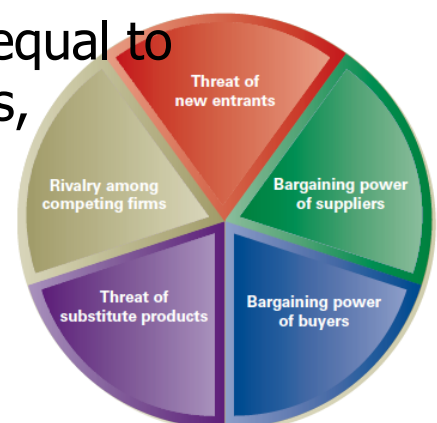 equal to
s,
Threat of
new entrants
Rivalry among
competing firms
Bargaining power
of suppliers
Threat of
substitute products
Bargaining power
of buyers